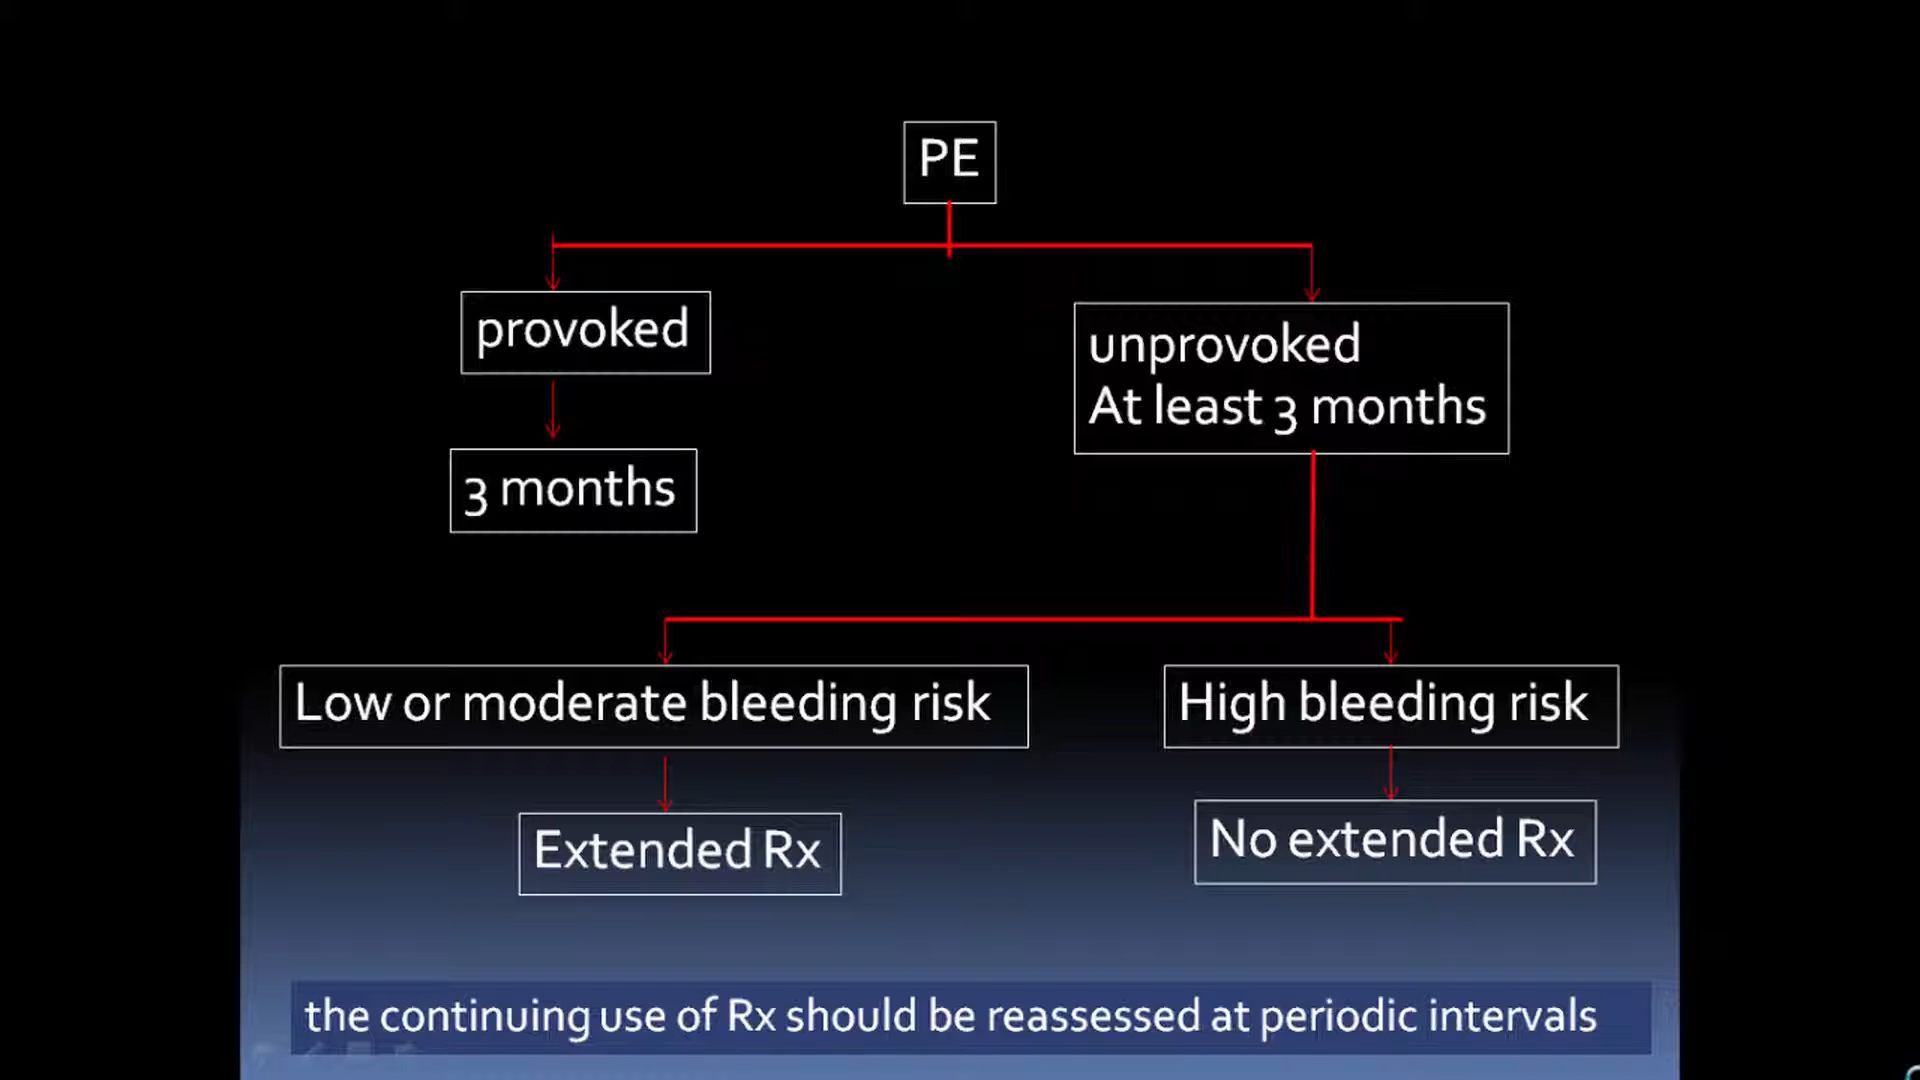 PE
provoked
unprovoked
At least 3 months
3 months
Low or moderate bleeding risk
High bleeding risk
Extended Rx
No extended Rx
the continuing use of Rx should be reassessed at periodic intervals